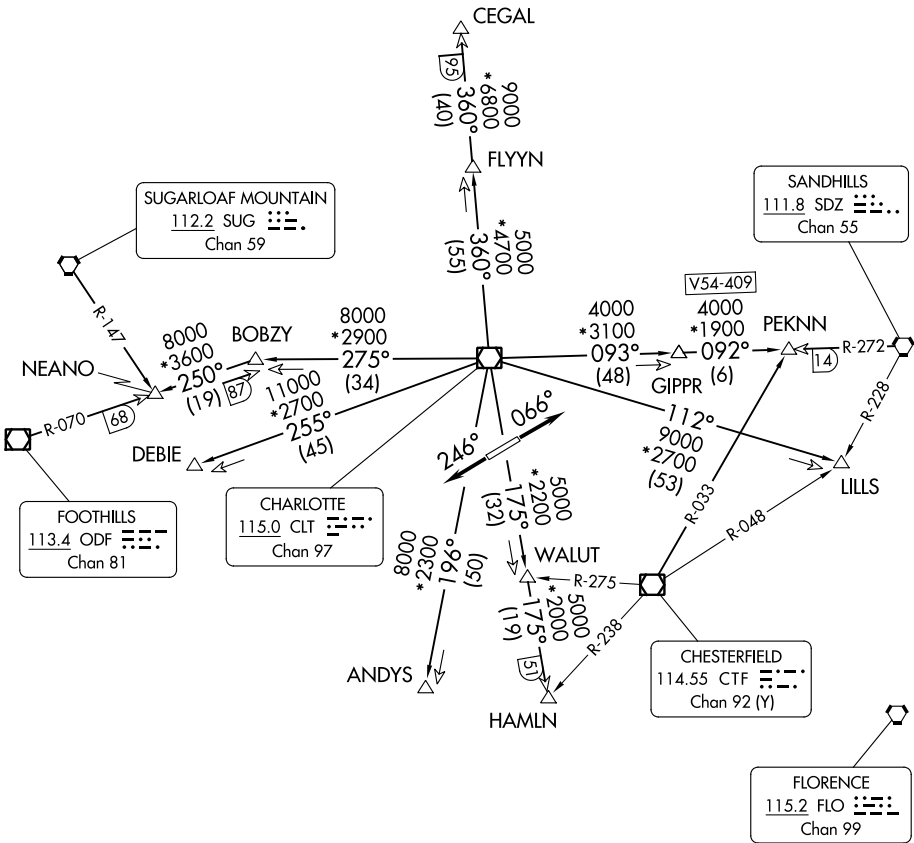 CEGAL
95
360°
(40)
9000
*6800
FLYYN
360°
(55)
5000
*4700
SUGARLOAF MOUNTAIN
112.2 SUG
Chan 59
SANDHILLS
111.8 SDZ
Chan 55
R-147
NEANO
8000
*3600
250°
(19)
87
BOBZY
8000
*2900
275°
(34)
4000
*3100
093°
(48)
GIPPR
V54-409
4000
*1900
092°
(6)
PEKNN
14
R-272
R-228
R-070
68
DEBIE
11000
*2700
255°
(45)
246°
066°
112°
9000
*2700
(53)
LILLS
FOOTHILLS
113.4 ODF
Chan 81
CHARLOTTE
115.0 CLT
Chan 97
8000
*2300
196°
(50)
ANDYS
5000
*2200
175°
(32)
WALUT
5000
*2000
175°
(19)
51
HAMLN
R-033
R-048
R-275
R-238
CHESTERFIELD
114.55 CTF
Chan 92 (Y)
FLORENCE
115.2 FLO
Chan 99